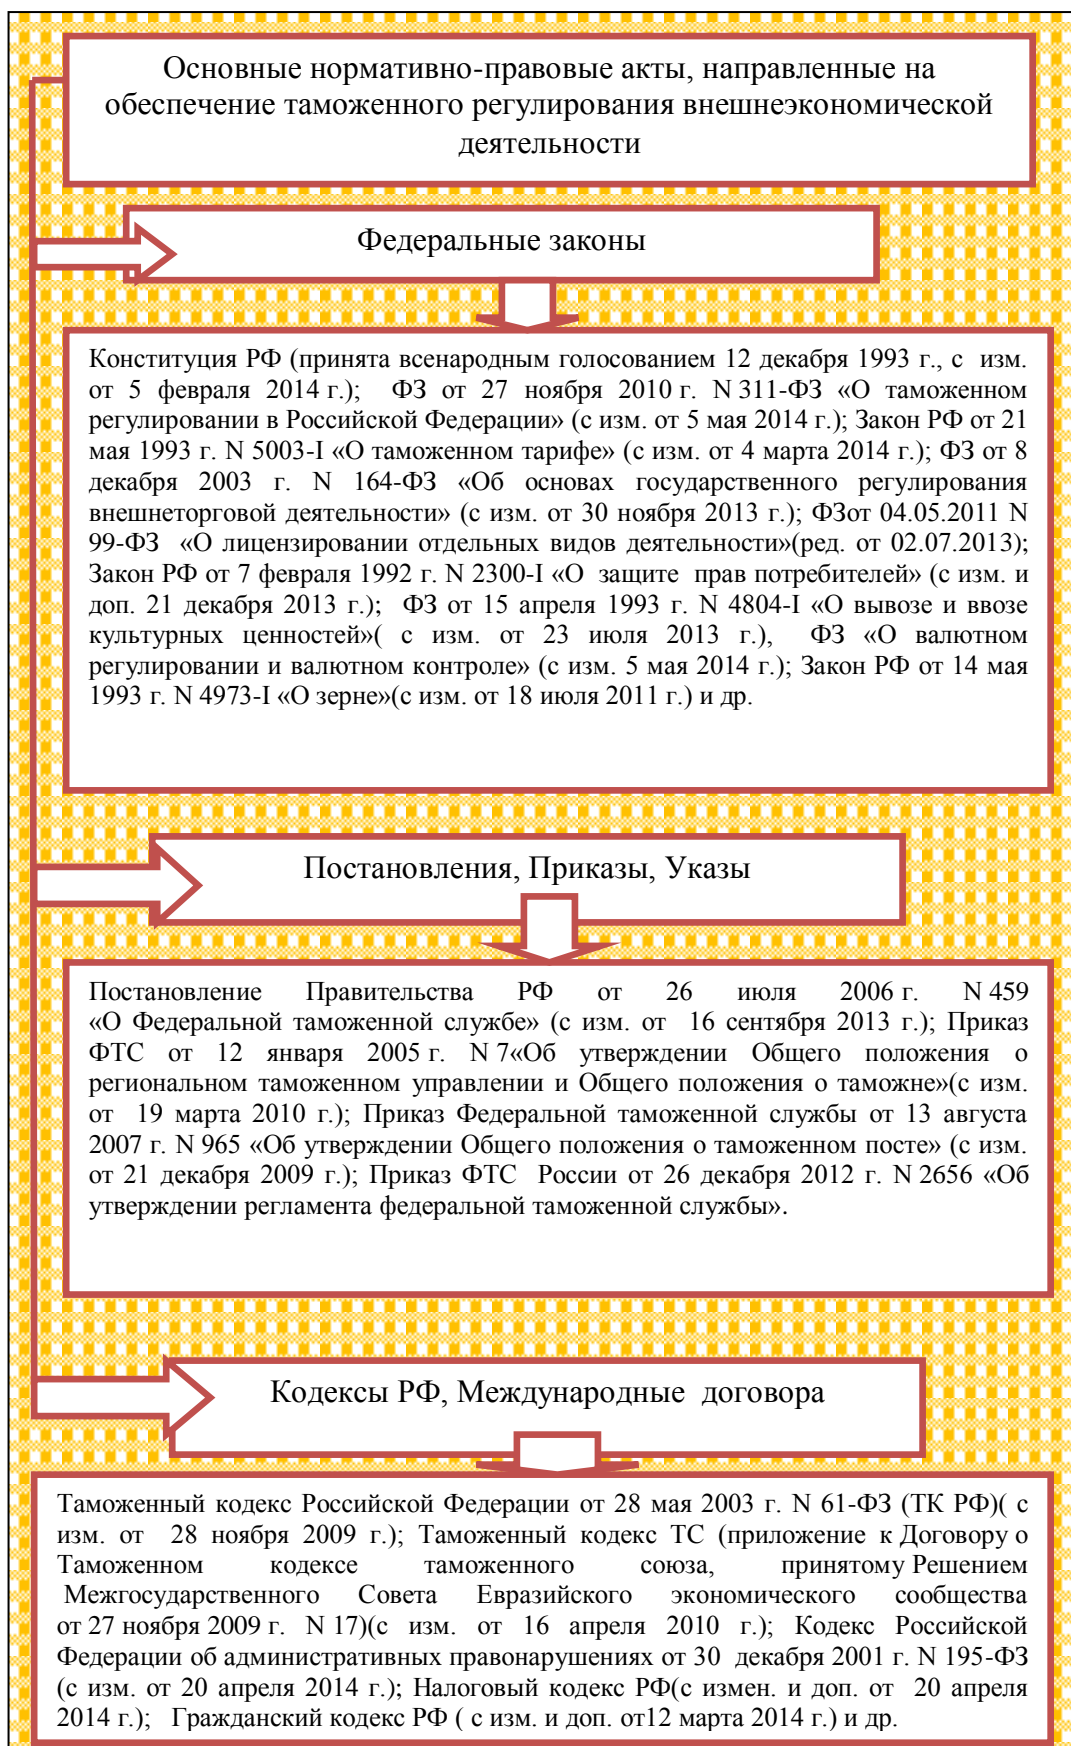 Основные нормативно-правовые акты, направленные на
обеспечение таможенного регулирования внешнеэкономической
деятельности
Федеральные законы
Конституция РФ (принята всенародным голосованием 12 декабря 1993 г., с изм.
от 5 февраля 2014 г.); ФЗ от 27 ноября 2010 г. N 311-ФЗ «О таможенном
регулировании в Российской Федерации» (с изм. от 5 мая 2014 г.); Закон РФ от 21
мая 1993 г. N 5003-I «О таможенном тарифе» (с изм. от 4 марта 2014 г.); ФЗ от 8
декабря 2003 г. N 164-ФЗ «Об основах государственного регулирования
внешнеторговой деятельности» (с изм. от 30 ноября 2013 г.); ФЗот 04.05.2011 N
99-ФЗ «О лицензировании отдельных видов деятельности»(ред. от 02.07.2013);
Закон РФ от 7 февраля 1992 г. N 2300-I «О защите прав потребителей» (с изм. и
доп. 21 декабря 2013 г.); ФЗ от 15 апреля 1993 г. N 4804-I «О вывозе и ввозе
культурных ценностей»( с изм. от 23 июля 2013 г.), ФЗ «О валютном
регулировании и валютном контроле» (с изм. 5 мая 2014 г.); Закон РФ от 14 мая
1993 г. N 4973-I «О зерне»(с изм. от 18 июля 2011 г.) и др.
Постановления, Приказы, Указы
Постановление Правительства РФ от 26 июля 2006 г. N 459
«О Федеральной таможенной службе» (с изм. от 16 сентября 2013 г.); Приказ
ФТС от 12 января 2005 г. N 7«Об утверждении Общего положения о
региональном таможенном управлении и Общего положения о таможне»(с изм.
от 19 марта 2010 г.); Приказ Федеральной таможенной службы от 13 августа
2007 г. N 965 «Об утверждении Общего положения о таможенном посте» (с изм.
от 21 декабря 2009 г.); Приказ ФТС России от 26 декабря 2012 г. N 2656 «Об
утверждении регламента федеральной таможенной службы».
Кодексы РФ, Международные договора
Таможенный кодекс Российской Федерации от 28 мая 2003 г. N 61-ФЗ (ТК РФ)( с
изм. от 28 ноября 2009 г.); Таможенный кодекс ТС (приложение к Договору о
Таможенном кодексе таможенного союза, принятому Решением
Межгосударственного Совета Евразийского экономического сообщества
от 27 ноября 2009 г. N 17)(с изм. от 16 апреля 2010 г.); Кодекс Российской
Федерации об административных правонарушениях от 30 декабря 2001 г. N 195-ФЗ
(с изм. от 20 апреля 2014 г.); Налоговый кодекс РФ(с измен. и доп. от 20 апреля
2014 г.); Гражданский кодекс РФ ( с изм. и доп. от12 марта 2014 г.) и др.